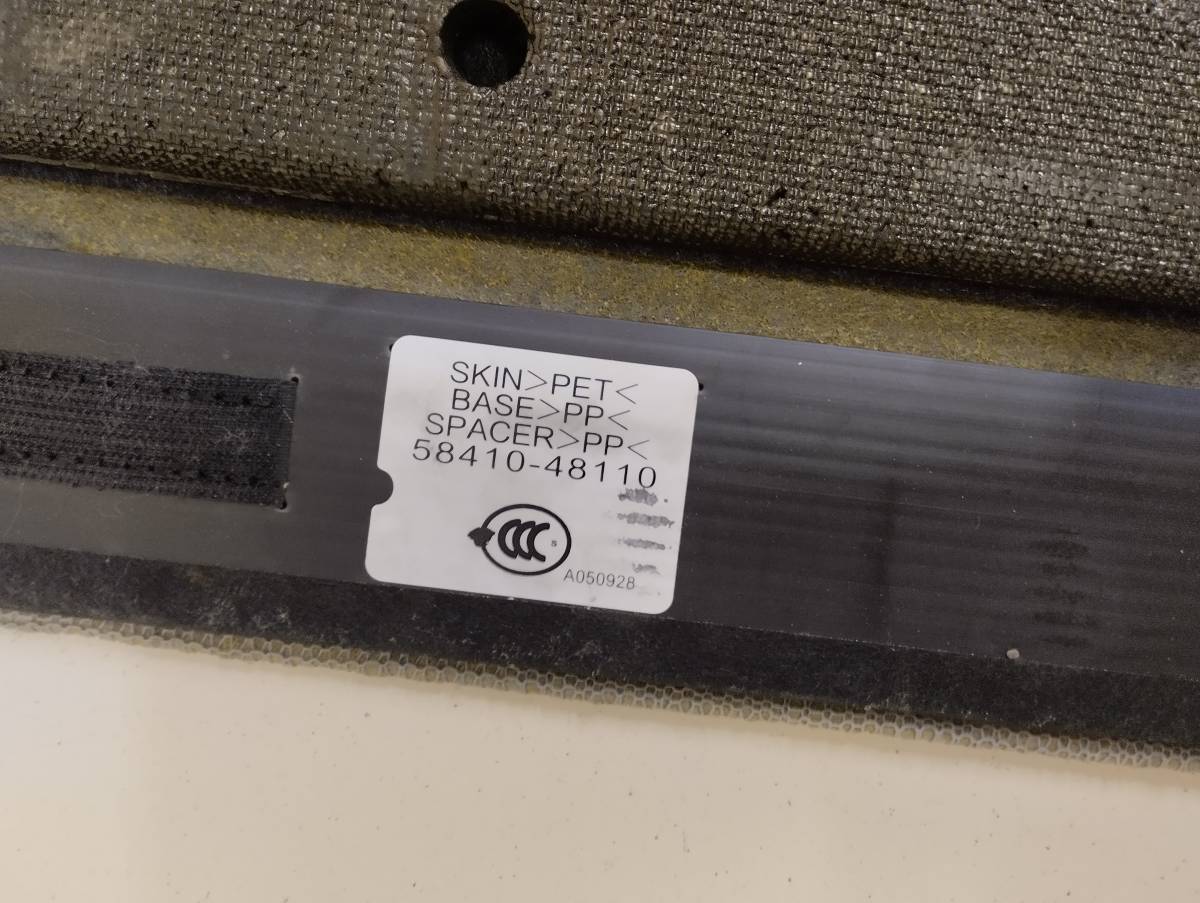 SKIN>PET<
BASE>PP<
SPACER>PP<
58410-48110
CCC S
A050928